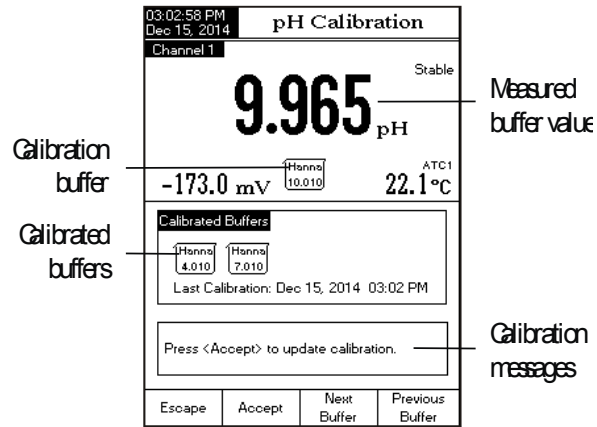 03:02:58 PM
Dec 15, 2014
pH Calibration
Channel 1
Stable
9.965 pH
Measured
buffer value
Calibration
buffer
-173.0 mV
Hanna
10.010
ATC1
22.1°C
Calibrated
buffers
Calibrated Buffers
Hanna
4.010
Hanna
7.010
Last Calibration: Dec 15, 2014 03:02 PM
Press <Accept> to update calibration.
Calibration
messages
Escape
Accept
Next
Buffer
Previous
Buffer